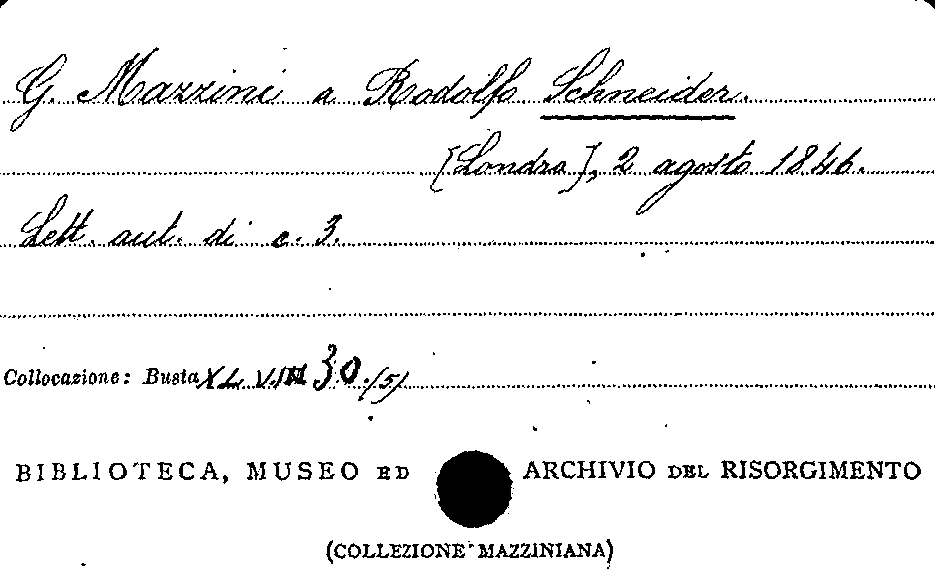 G. Mazzini a Rodolfo Schneider.
[Londra], 2 agosto 1846.
Lett. aut. di c. 3.
Collocazione: Busta XLVIII 30.(5)
BIBLIOTECA, MUSEO ED ARCHIVIO DEL RISORGIMENTO
(COLLEZIONE MAZZINIANA)